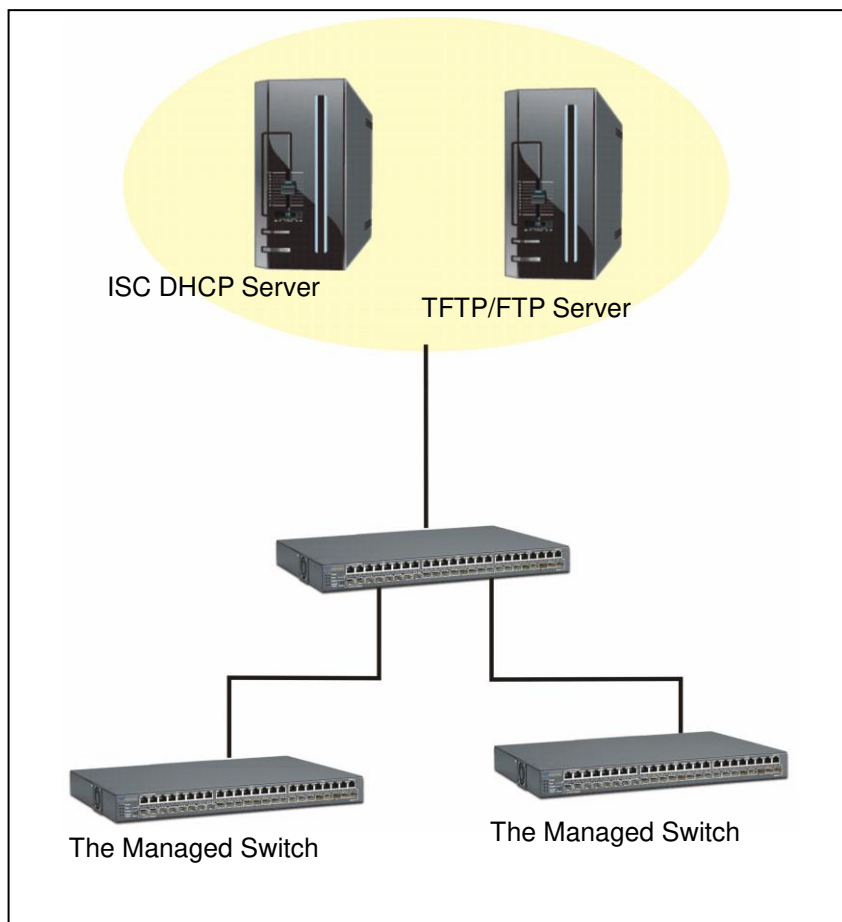 ISC DHCP Server
TFTP/FTP Server
The Managed Switch
The Managed Switch